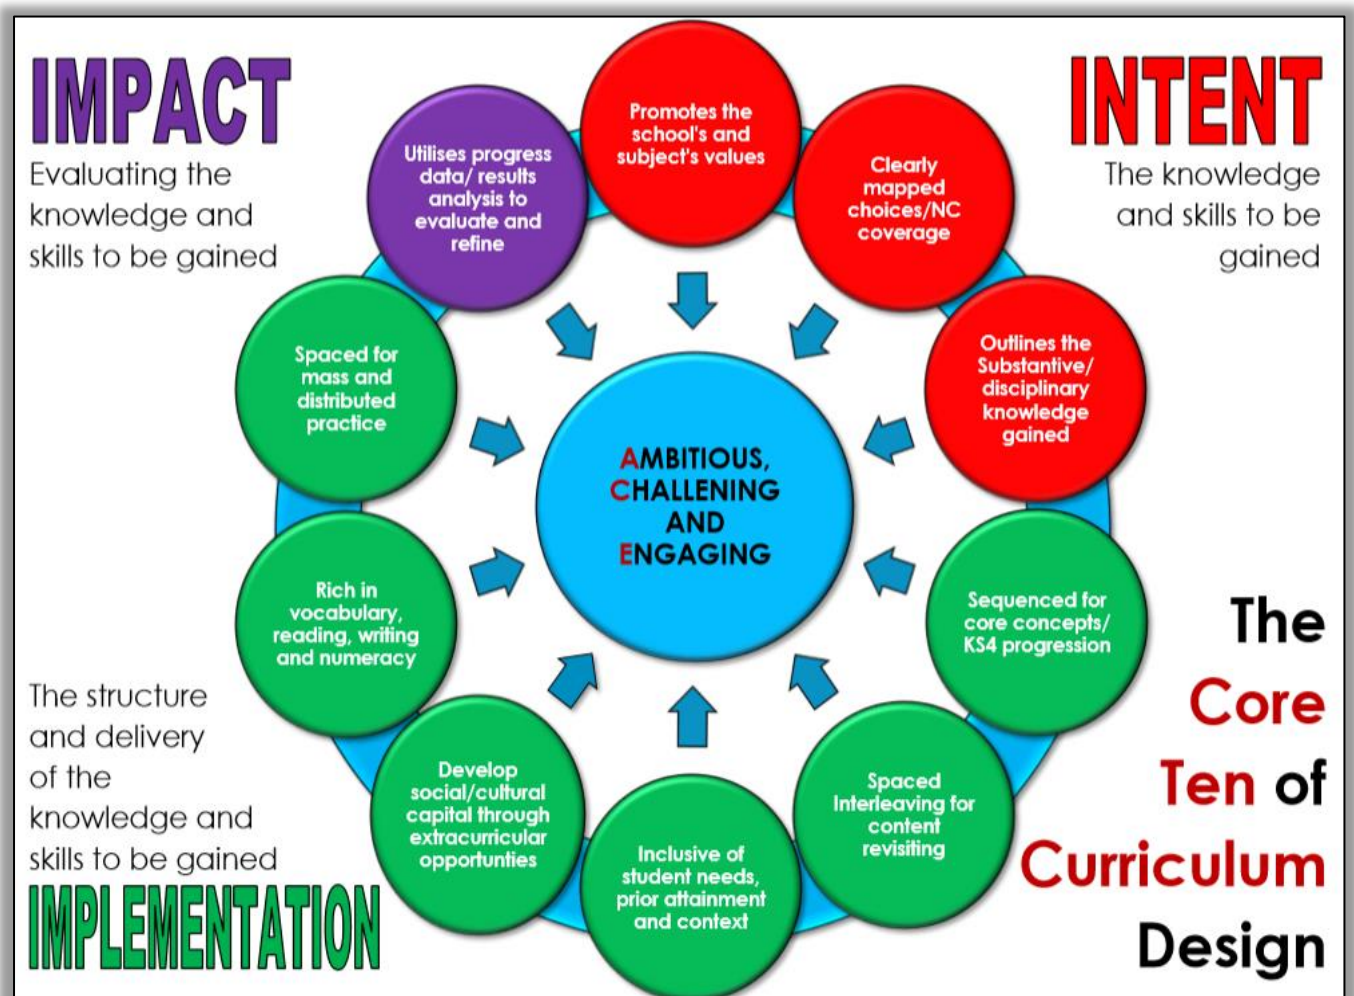 IMPACT
Evaluating the
knowledge and
skills to be gained
INTENT
The knowledge
and skills to be
gained
Promotes the
school's and
subject's values
Clearly
mapped
choices/NC
coverage
Outlines the
Substantive/
disciplinary
knowledge
gained
Sequenced for
core concepts/
KS4 progression
Spaced
Interleaving for
content
revisiting
Inclusive of
student needs,
prior attainment
and context
Develop
social/cultural
capital through
extracurricular
opportunties
Rich in
vocabulary,
reading, writing
and numeracy
Spaced for
mass and
distributed
practice
Utilises progress
data/ results
analysis to
evaluate and
refine
AMBITIOUS,
CHALLENING
AND
ENGAGING
The structure
and delivery
of the
knowledge and
skills to be gained
IMPLEMENTATION
The
Core
Ten of
Curriculum
Design